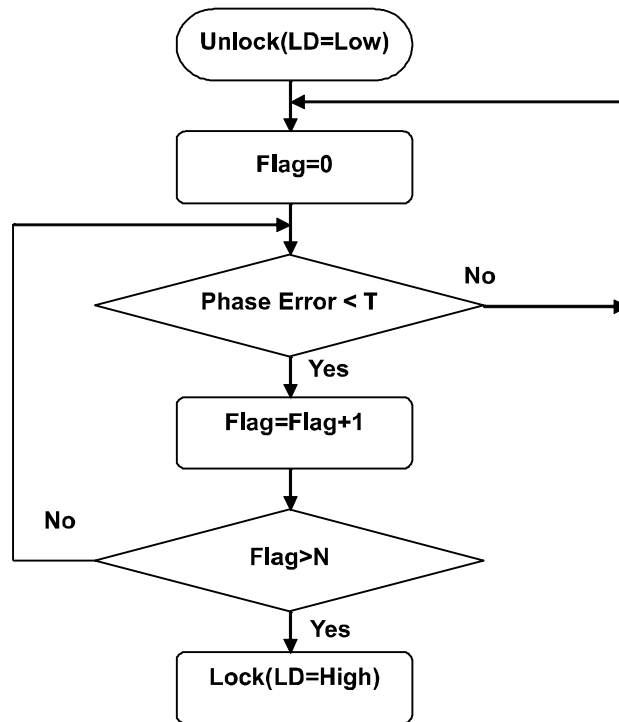 Unlock(LD=Low)
Flag=0
Phase Error < T
No
Yes
Flag=Flag+1
No
Flag>N
Yes
Lock(LD=High)